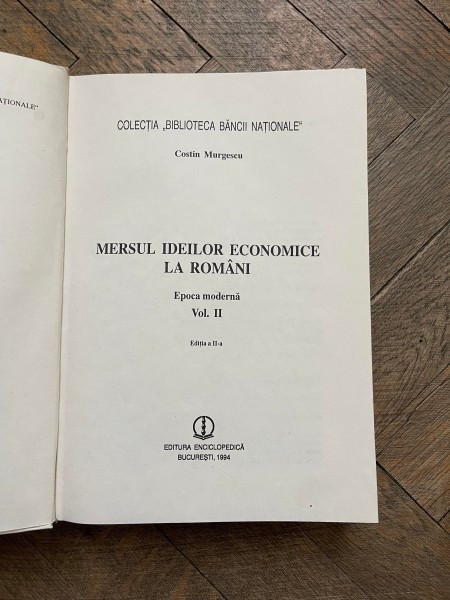 AȚIONALE“
COLECȚIA „BIBLIOTECA BĂNCII NAȚIONALE“
Costin Murgescu
MERSUL IDEILOR ECONOMICE
LA ROMÂNI
Epoca modernă
Vol. II
Ediția a II-a
EDITURA ENCICLOPEDICĂ
BUCUREȘTI, 1994